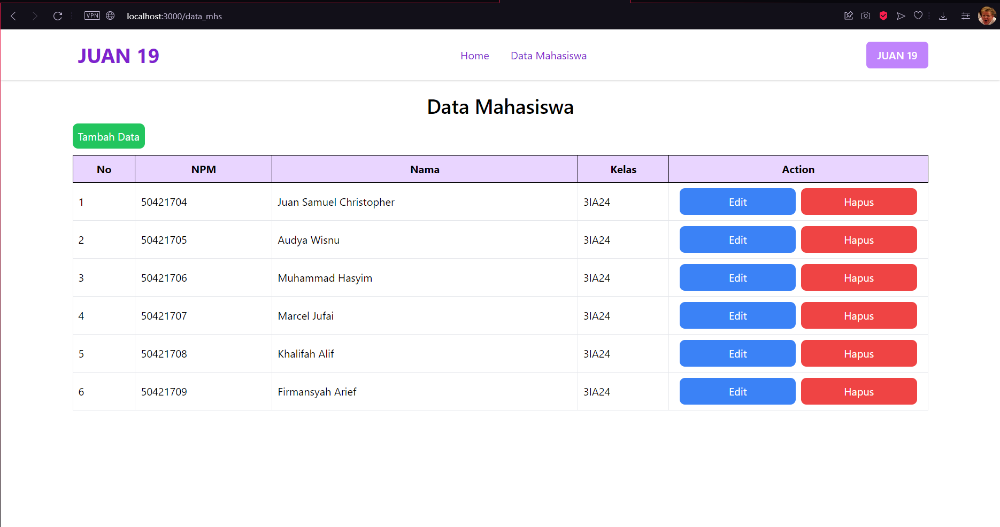 VPN localhost:3000/data_mhs
JUAN 19 Home Data Mahasiswa JUAN 19
Data Mahasiswa
Tambah Data
No NPM Nama Kelas Action
1 50421704 Juan Samuel Christopher 3IA24 Edit Hapus
2 50421705 Audya Wisnu 3IA24 Edit Hapus
3 50421706 Muhammad Hasyim 3IA24 Edit Hapus
4 50421707 Marcel Jufai 3IA24 Edit Hapus
5 50421708 Khalifah Alif 3IA24 Edit Hapus
6 50421709 Firmansyah Arief 3IA24 Edit Hapus